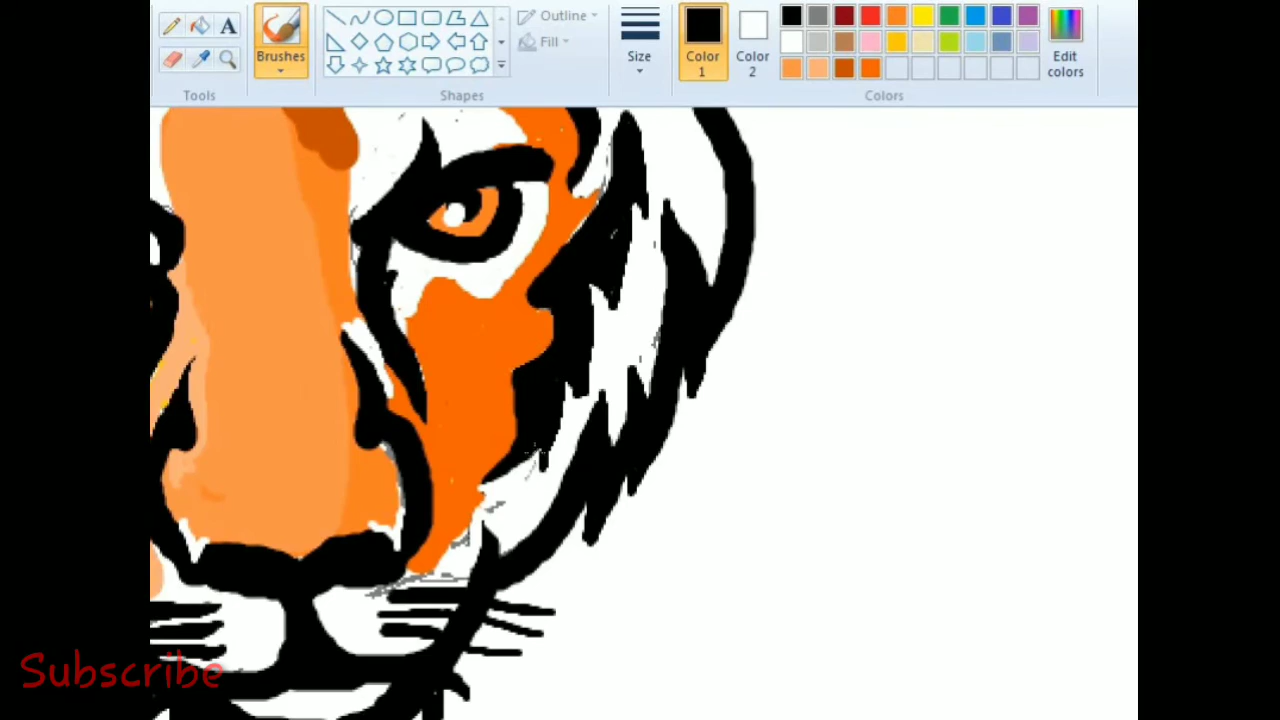 A
Outline
Fill
Brushes
Size
Color
1
Color
2
Edit
colors
Tools
Shapes
Colors
Subscribe